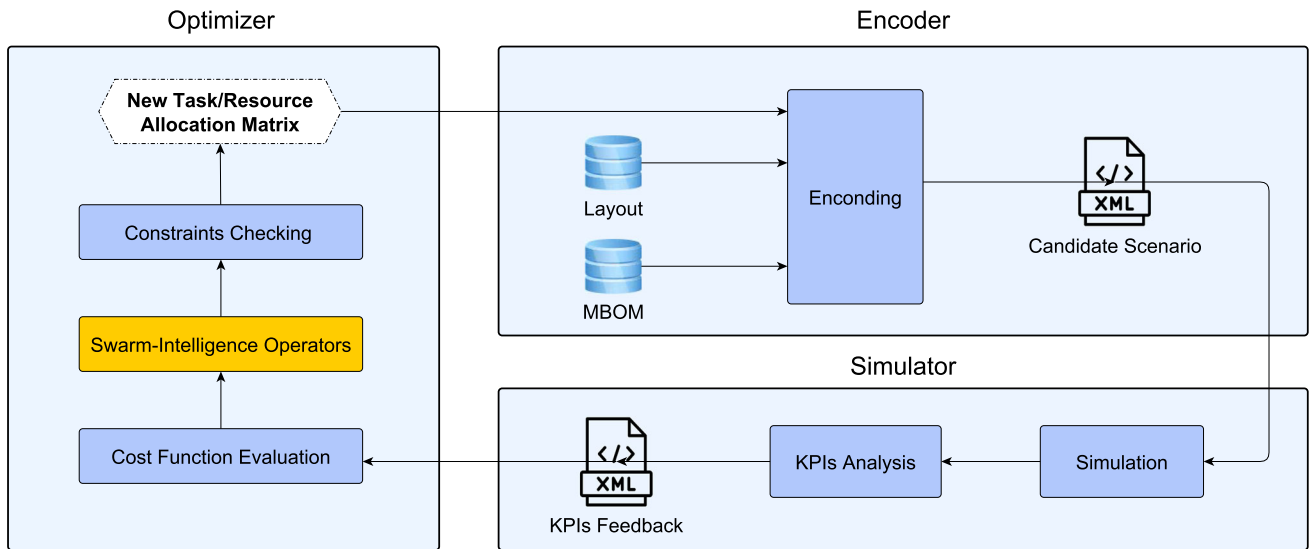 Optimizer
New Task/Resource
Allocation Matrix
Constraints Checking
Swarm-Intelligence Operators
Cost Function Evaluation
Encoder
Layout
MBOM
Enconding
</>
XML
Candidate Scenario
Simulator
</>
XML
KPIs Feedback
KPIs Analysis
Simulation